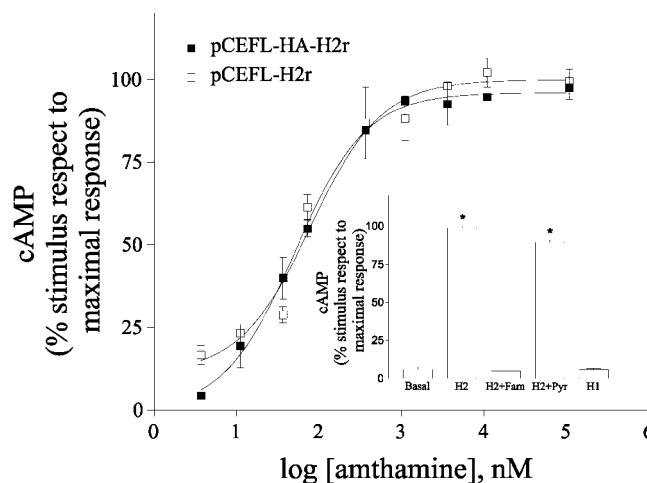 pCEFL-HA-H2r
pCEFL-H2r
cAMP
(% stimulus respect to
maximal response)
100
75
50
25
0
0 1 2 3 4 5 6
log [amthamine], nM
cAMP
(% stimulus respect to
maximal response)
100
75
50
25
0
* *
Basal H2 H2+Fam H2+Pyr H1